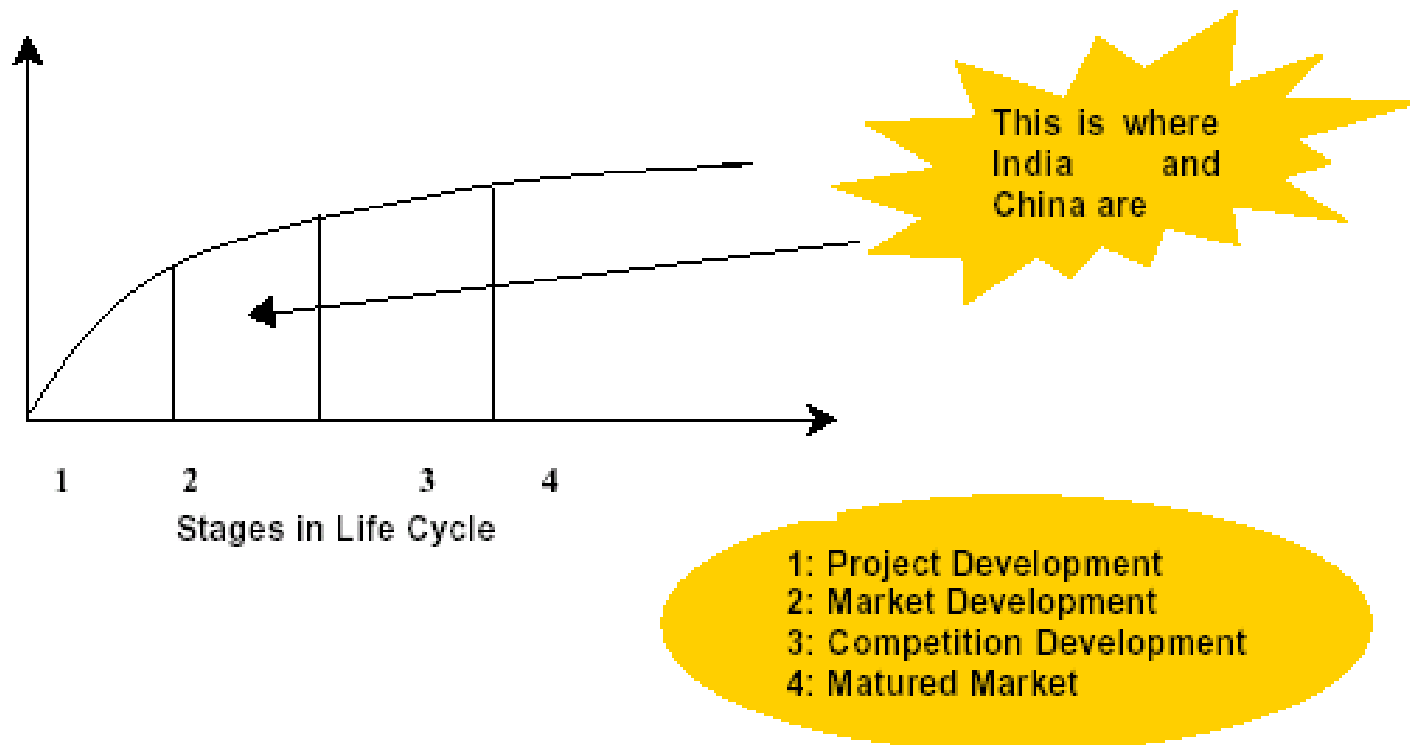 This is where
India and
China are
1 2 3 4
Stages in Life Cycle
1: Project Development
2: Market Development
3: Competition Development
4: Matured Market